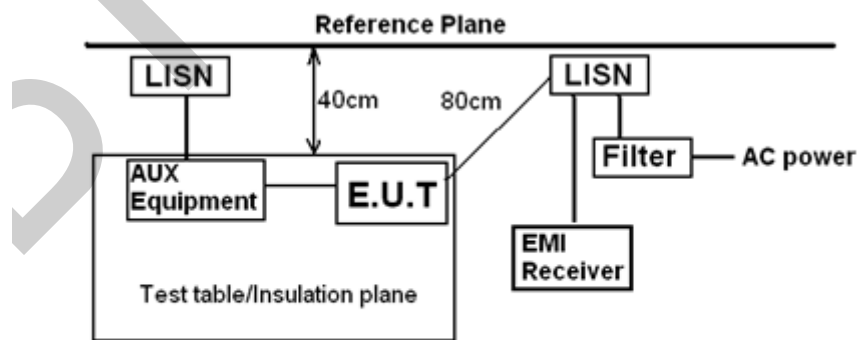 Reference Plane
LISN
LISN
40cm
80cm
Filter
AC power
AUX
Equipment
E.U.T
EMI
Receiver
Test table/Insulation plane